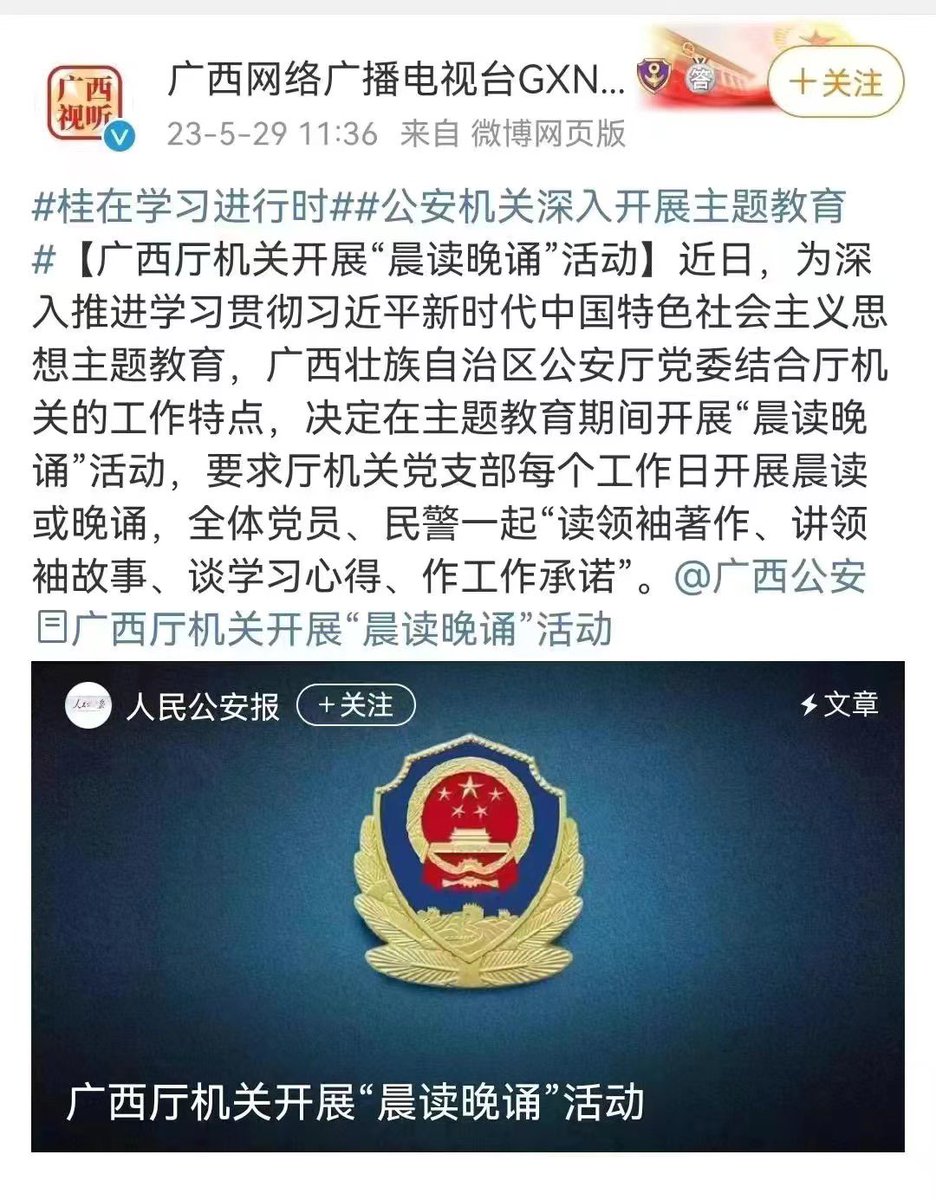 广西视听
广西网络广播电视台GXN...
答
+关注
23-5-29 11:36 来自 微博网页版
#桂在学习进行时##公安机关深入开展主题教育
#【广西厅机关开展“晨读晚诵”活动】近日，为深
入推进学习贯彻习近平新时代中国特色社会主义思
想主题教育，广西壮族自治区公安厅党委结合厅机
关的工作特点，决定在主题教育期间开展“晨读晚
诵”活动，要求厅机关党支部每个工作日开展晨读
或晚诵，全体党员、民警一起“读领袖著作、讲领
袖故事、谈学习心得、作工作承诺”。@广西公安
广西厅机关开展“晨读晚诵”活动
人民公安报 +关注 文章
广西厅机关开展“晨读晚诵”活动